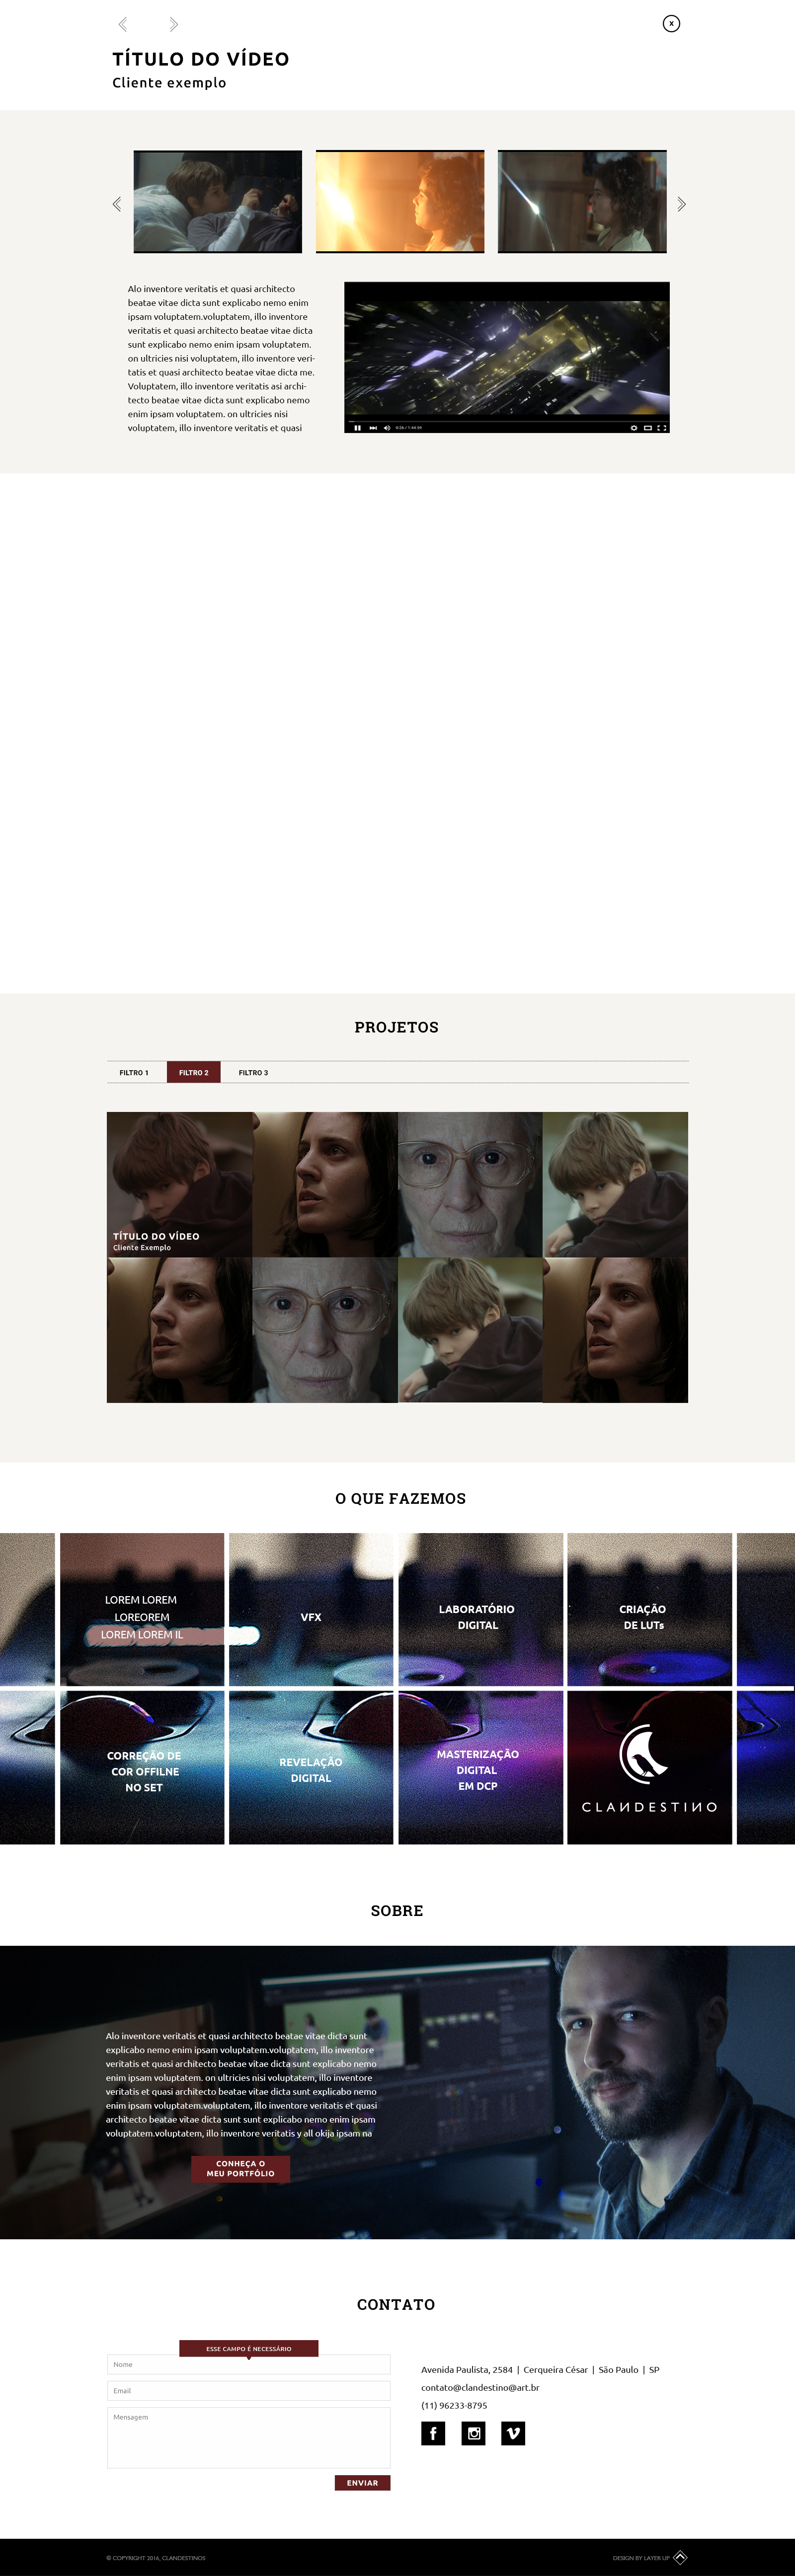 X
TÍTULO DO VÍDEO
Cliente exemplo
Alo inventore veritatis et quasi architecto
beatae vitae dicta sunt explicabo nemo enim
ipsam voluptatem.voluptatem, illo inventore
veritatis et quasi architecto beatae vitae dicta
sunt explicabo nemo enim ipsam voluptatem.
on ultricies nisi voluptatem, illo inventore veri-
tatis et quasi architecto beatae vitae dicta me.
Voluptatem, illo inventore veritatis asi archi-
tecto beatae vitae dicta sunt explicabo nemo
enim ipsam voluptatem. on ultricies nisi
voluptatem, illo inventore veritatis et quasi
PROJETOS
FILTRO 1 FILTRO 2 FILTRO 3
TÍTULO DO VÍDEO
Cliente Exemplo
O QUE FAZEMOS
LOREM LOREM
LOREOREM
LOREM LOREM IL
VFX
LABORATÓRIO
DIGITAL
CRIAÇÃO
DE LUTs
CORREÇÃO DE
COR OFFILNE
NO SET
REVELAÇÃO
DIGITAL
MASTERIZAÇÃO
DIGITAL
EM DCP
CLANDESTINO
SOBRE
Alo inventore veritatis et quasi architecto beatae vitae dicta sunt
explicabo nemo enim ipsam voluptatem.voluptatem, illo inventore
veritatis et quasi architecto beatae vitae dicta sunt explicabo nemo
enim ipsam voluptatem. on ultricies nisi voluptatem, illo inventore
veritatis et quasi architecto beatae vitae dicta sunt explicabo nemo
enim ipsam voluptatem.voluptatem, illo inventore veritatis et quasi
architecto beatae vitae dicta sunt sunt explicabo nemo enim ipsam
voluptatem.voluptatem, illo inventore veritatis y all okija ipsam na
CONHEÇA O
MEU PORTFÓLIO
CONTATO
ESSE CAMPO É NECESSÁRIO
Nome
Email
Mensagem
ENVIAR
Avenida Paulista, 2584 | Cerqueira César | São Paulo | SP
contato@clandestino@art.br
(11) 96233-8795
© COPYRIGHT 2016, CLANDESTINOS
DESIGN BY LAYER UP